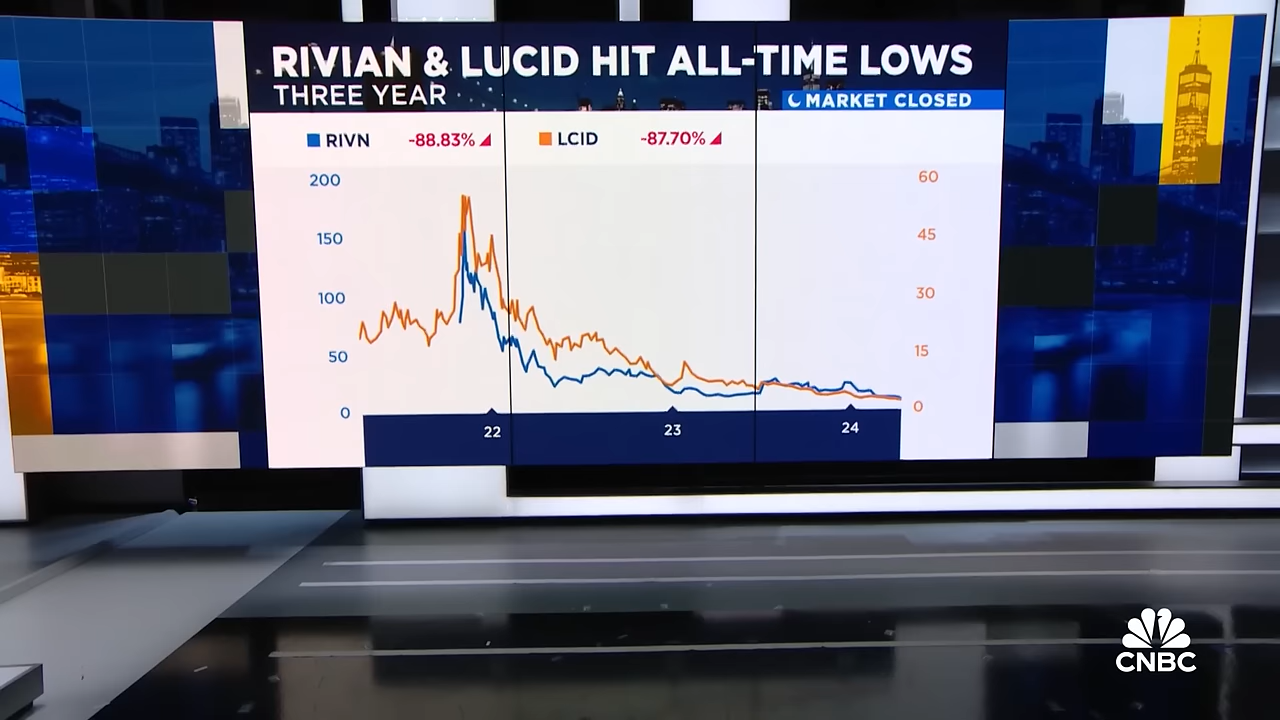 RIVIAN & LUCID HIT ALL-TIME LOWS
THREE YEAR
MARKET CLOSED
RIVN -88.83% LCID -87.70%
200 60
150 45
100 30
50 15
0 0
22 23 24
CNBC